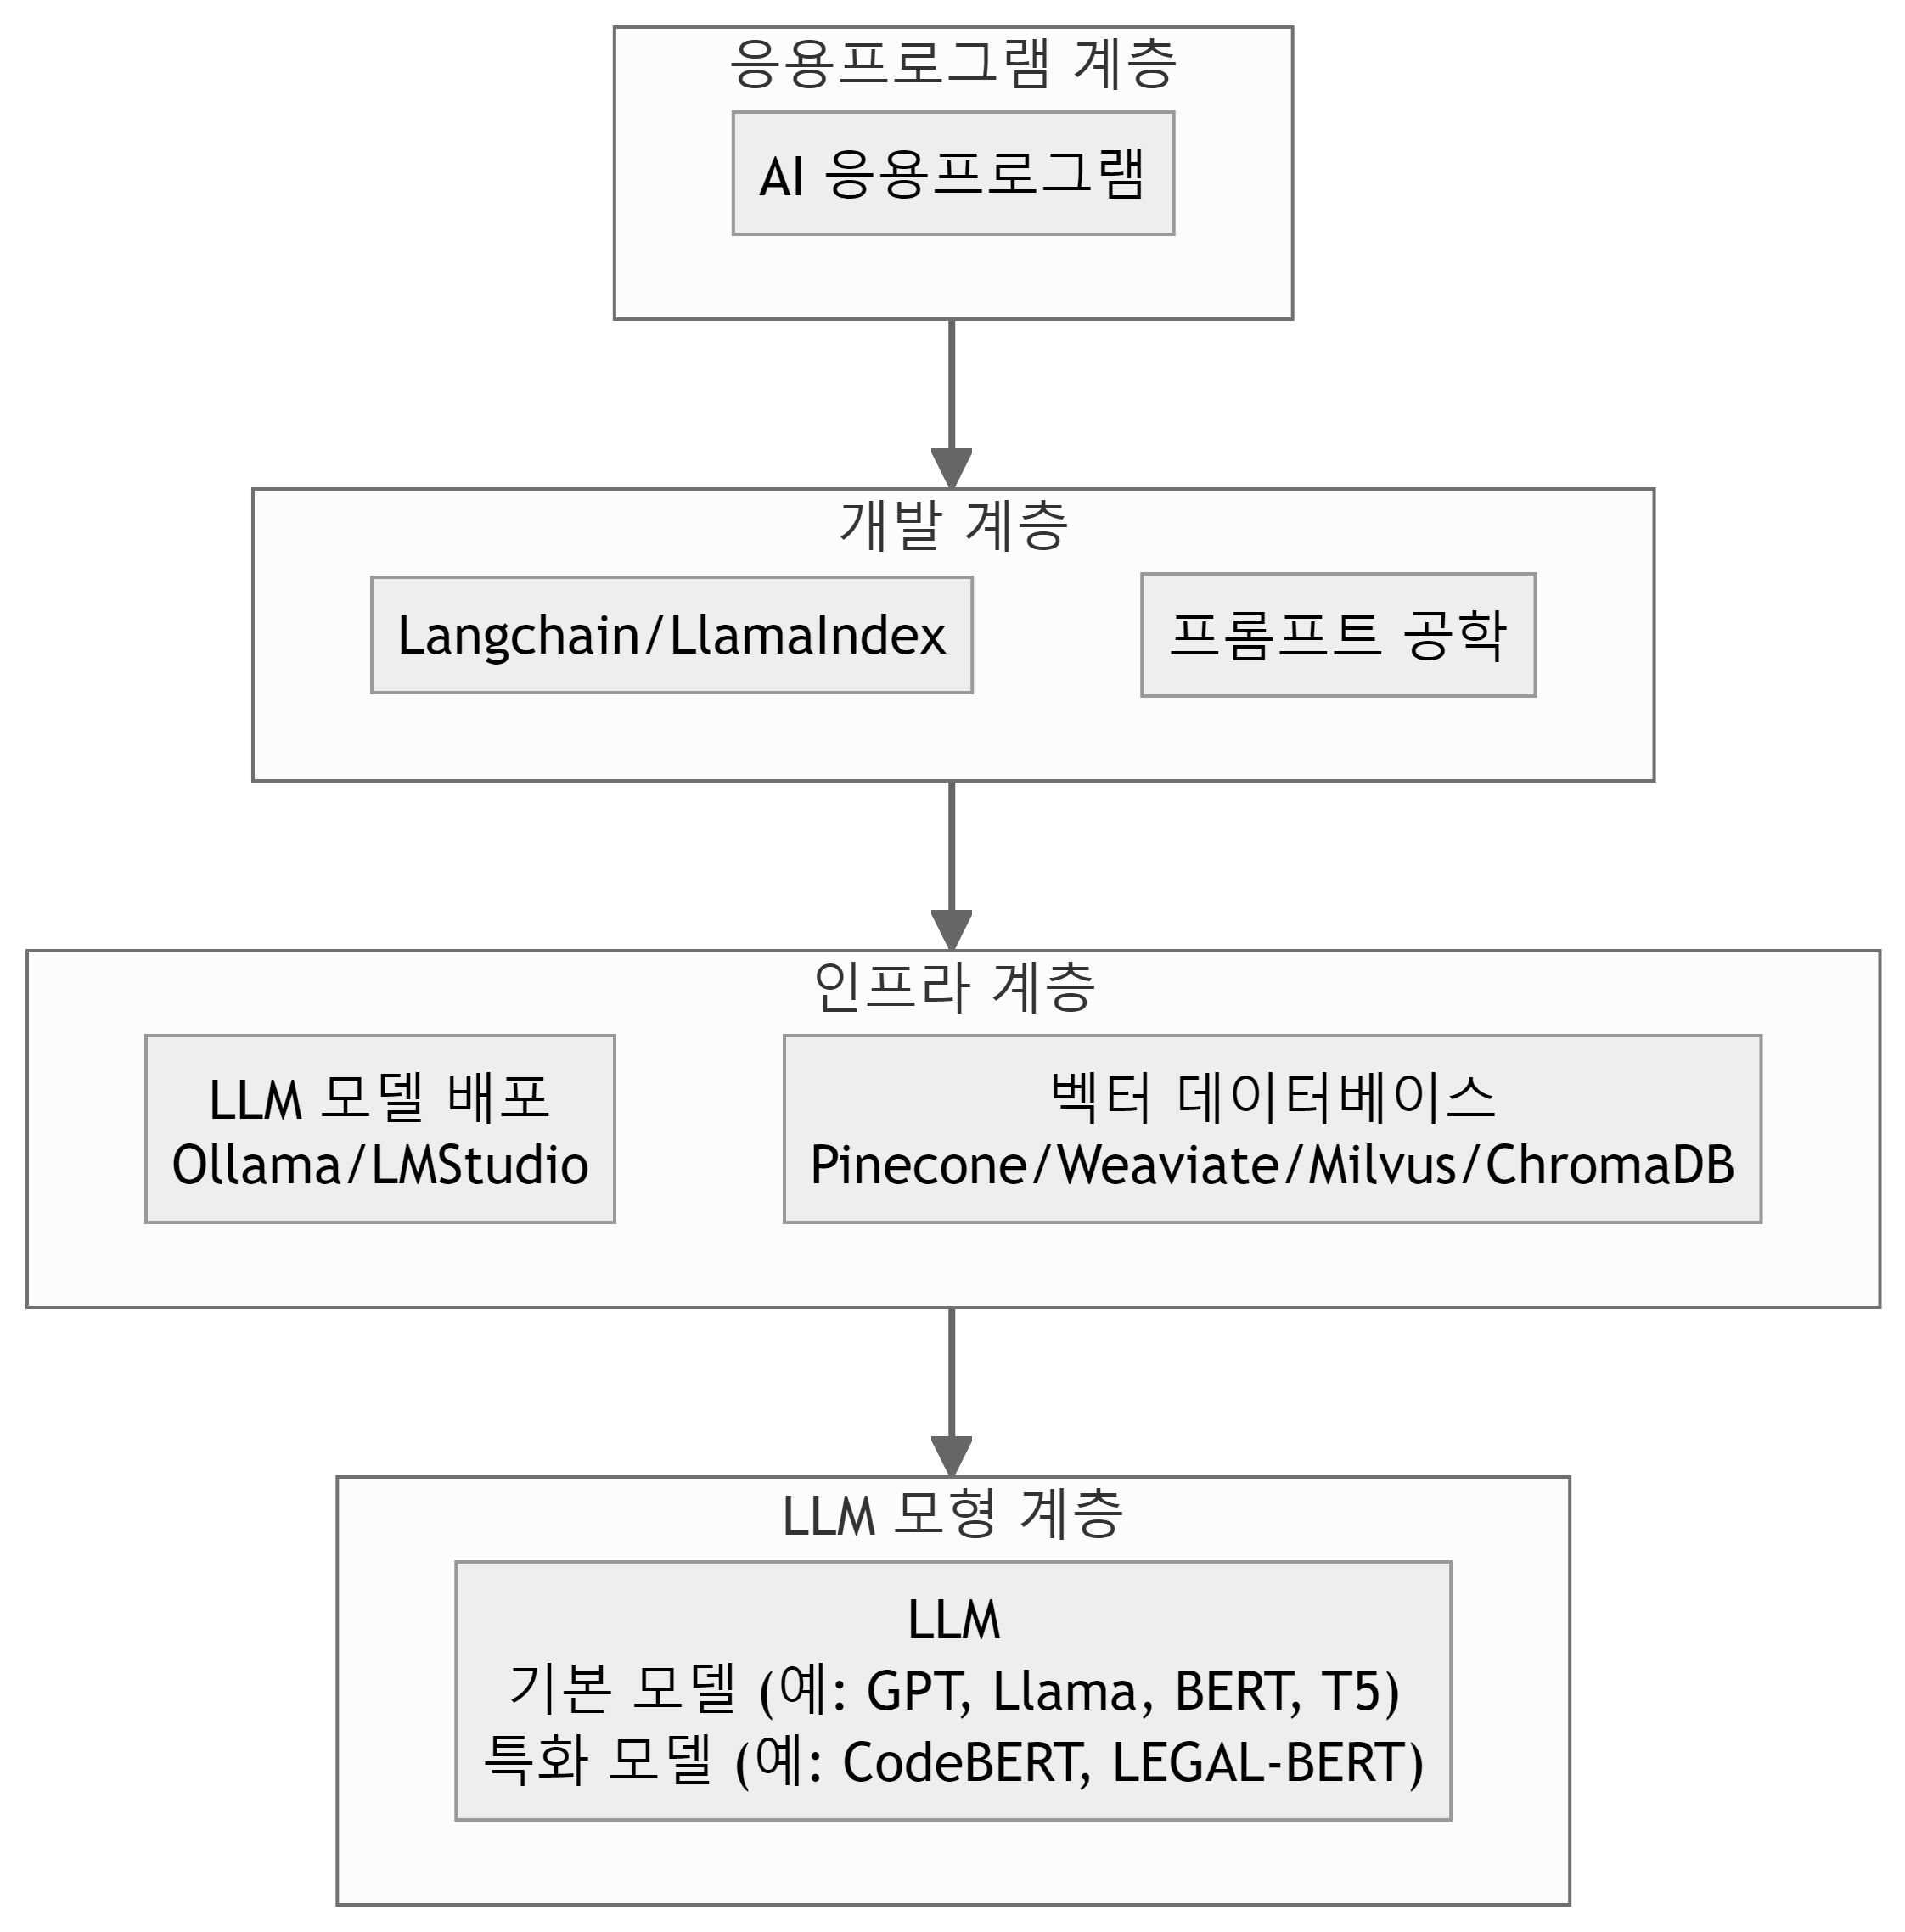 응용프로그램 계층
AI 응용프로그램
개발 계층
Langchain/LlamaIndex
프롬프트 공학
인프라 계층
LLM 모델 배포
Ollama/LMStudio
벡터 데이터베이스
Pinecone/Weaviate/Milvus/ChromaDB
LLM 모형 계층
LLM
기본 모델 (예: GPT, Llama, BERT, T5)
특화 모델 (예: CodeBERT, LEGAL-BERT)